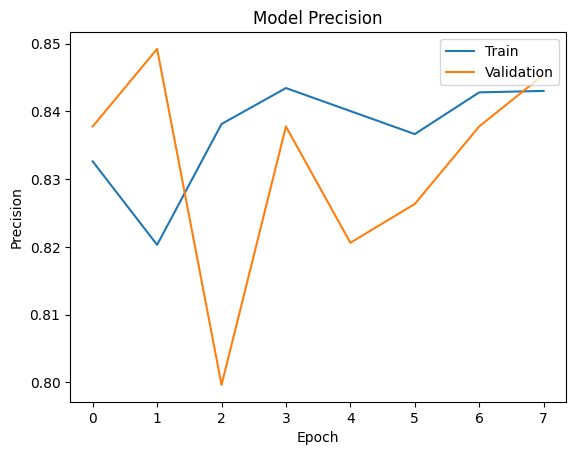 Model Precision
Train
Validation
0.85
0.84
0.83
0.82
0.81
0.80
Precision
0 1 2 3 4 5 6 7
Epoch